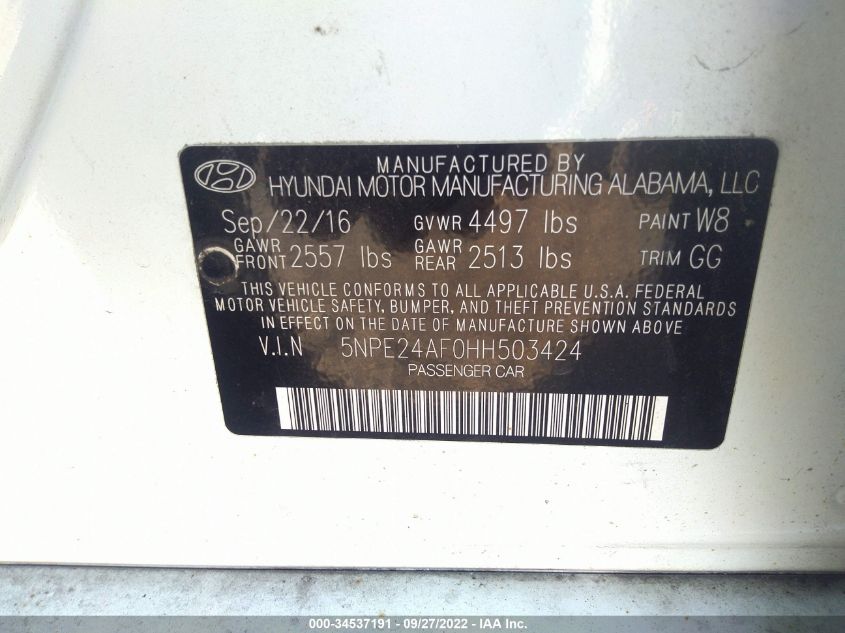 MANUFACTURED BY
HYUNDAI MOTOR MANUFACTURING ALABAMA, LLC
Sep/22/16 GVWR 4497 lbs PAINT W8
GAWR FRONT 2557 lbs GAWR REAR 2513 lbs TRIM GG
THIS VEHICLE CONFORMS TO ALL APPLICABLE U.S.A. FEDERAL
MOTOR VEHICLE SAFETY, BUMPER, AND THEFT PREVENTION STANDARDS
IN EFFECT ON THE DATE OF MANUFACTURE SHOWN ABOVE
V.I.N 5NPE24AF0HH503424
PASSENGER CAR
000-34537191 - 09/27/2022 - IAA Inc.